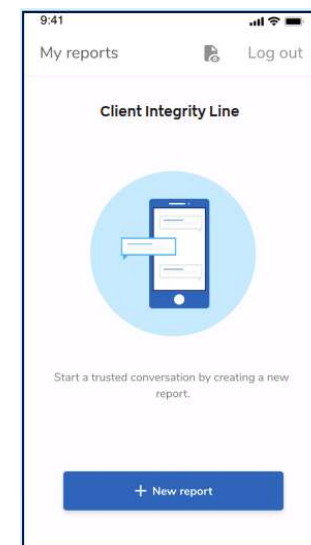 9:41
My reports
Log out
Client Integrity Line
Start a trusted conversation by creating a new
report.
+ New report